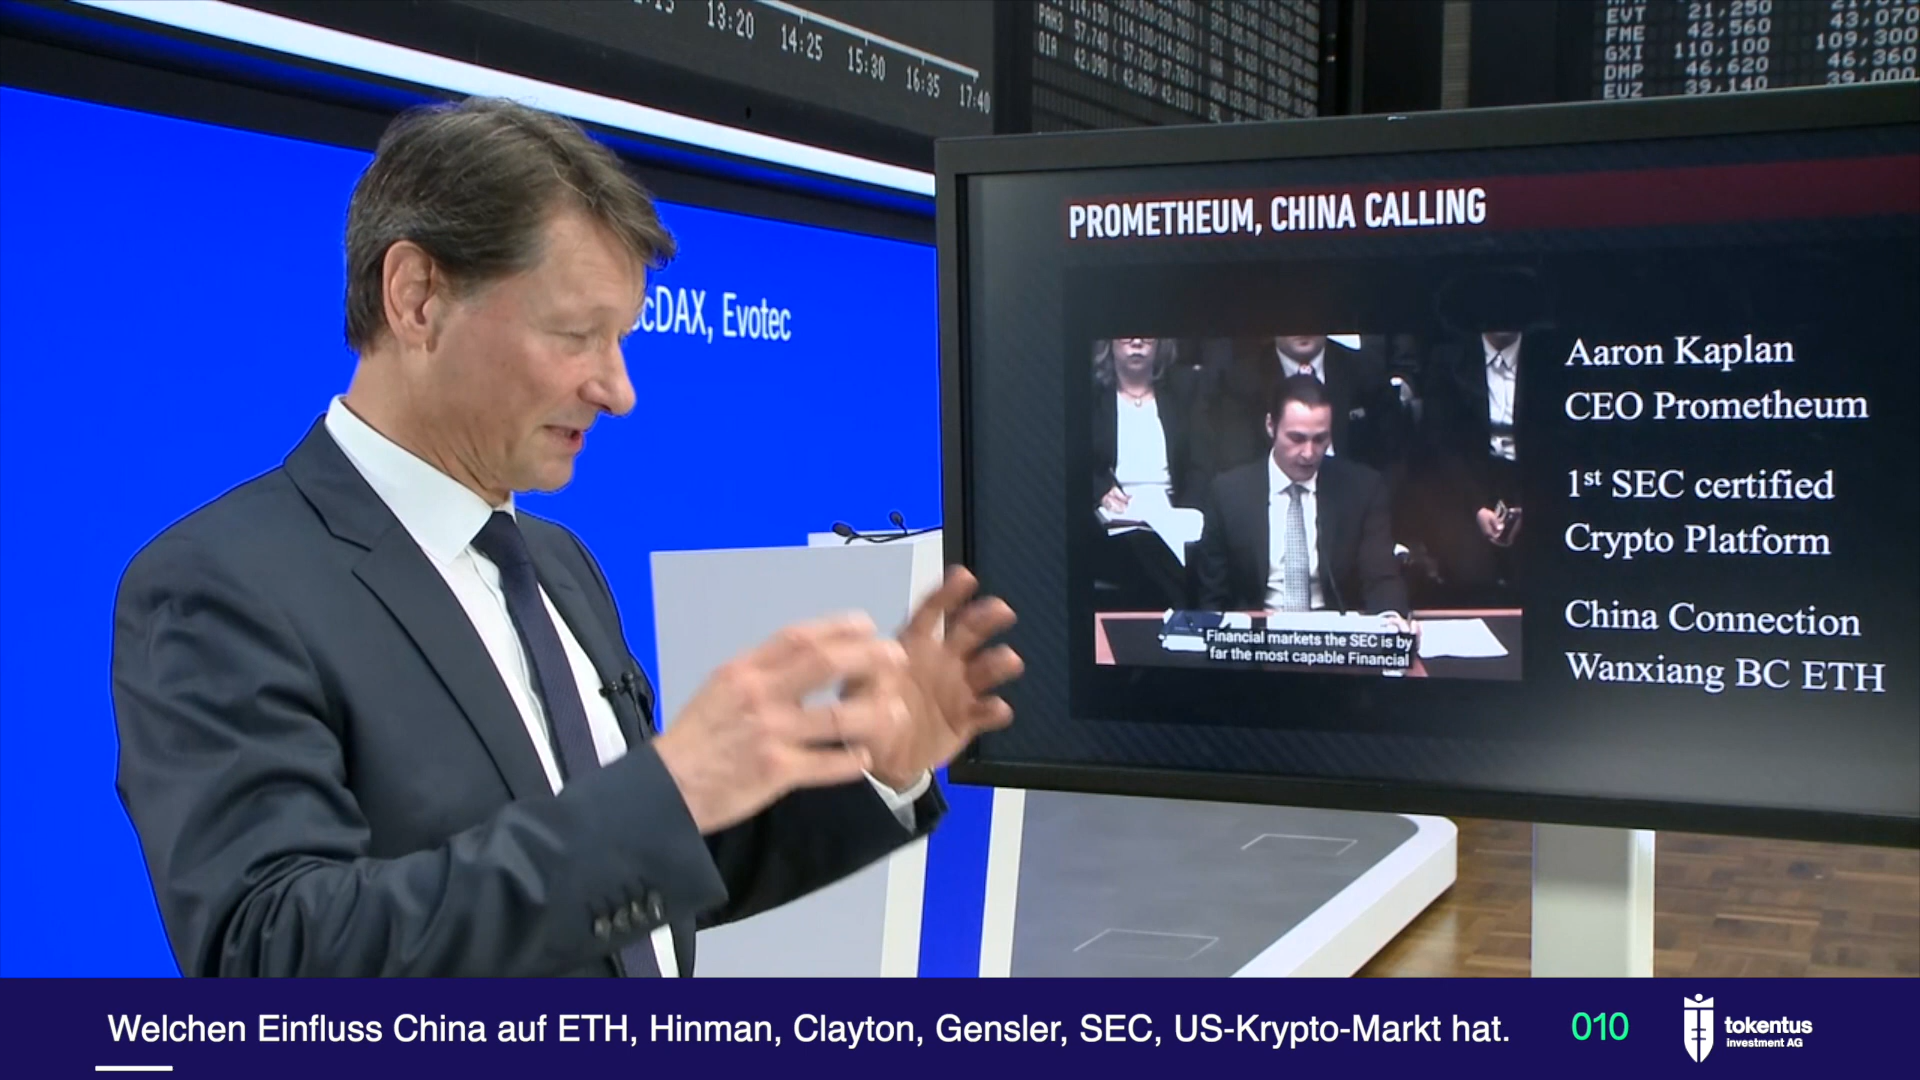 13:20
14:25
15:30
16:35
17:40
EVT 21,250
FME 42,560 43,070
GXI 110,100 109,300
DMP 46,620 46,360
EUZ 39,140 39,000
cDAX, Evotec
PROMETHEUM, CHINA CALLING
Financial markets the SEC is by
far the most capable Financial
Aaron Kaplan
CEO Prometheum
1st SEC certified
Crypto Platform
China Connection
Wanxiang BC ETH
Welchen Einfluss China auf ETH, Hinman, Clayton, Gensler, SEC, US-Krypto-Markt hat.
010
tokentus
investment AG